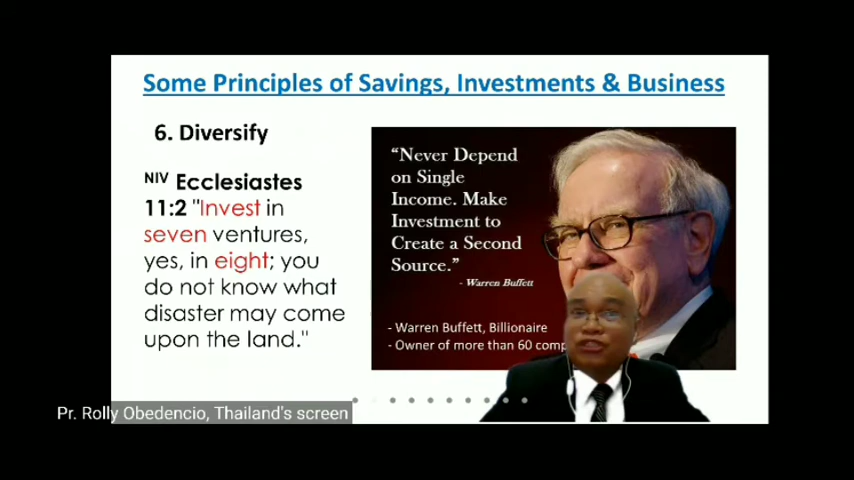 Some Principles of Savings, Investments & Business
6. Diversify
NIV Ecclesiastes
11:2 "Invest in
seven ventures,
yes, in eight; you
do not know what
disaster may come
upon the land."
“Never Depend
on Single
Income. Make
Investment to
Create a Second
Source.”
- Warren Buffett
- Warren Buffett, Billionaire
- Owner of more than 60 comp
Pr. Rolly Obedencio, Thailand's screen